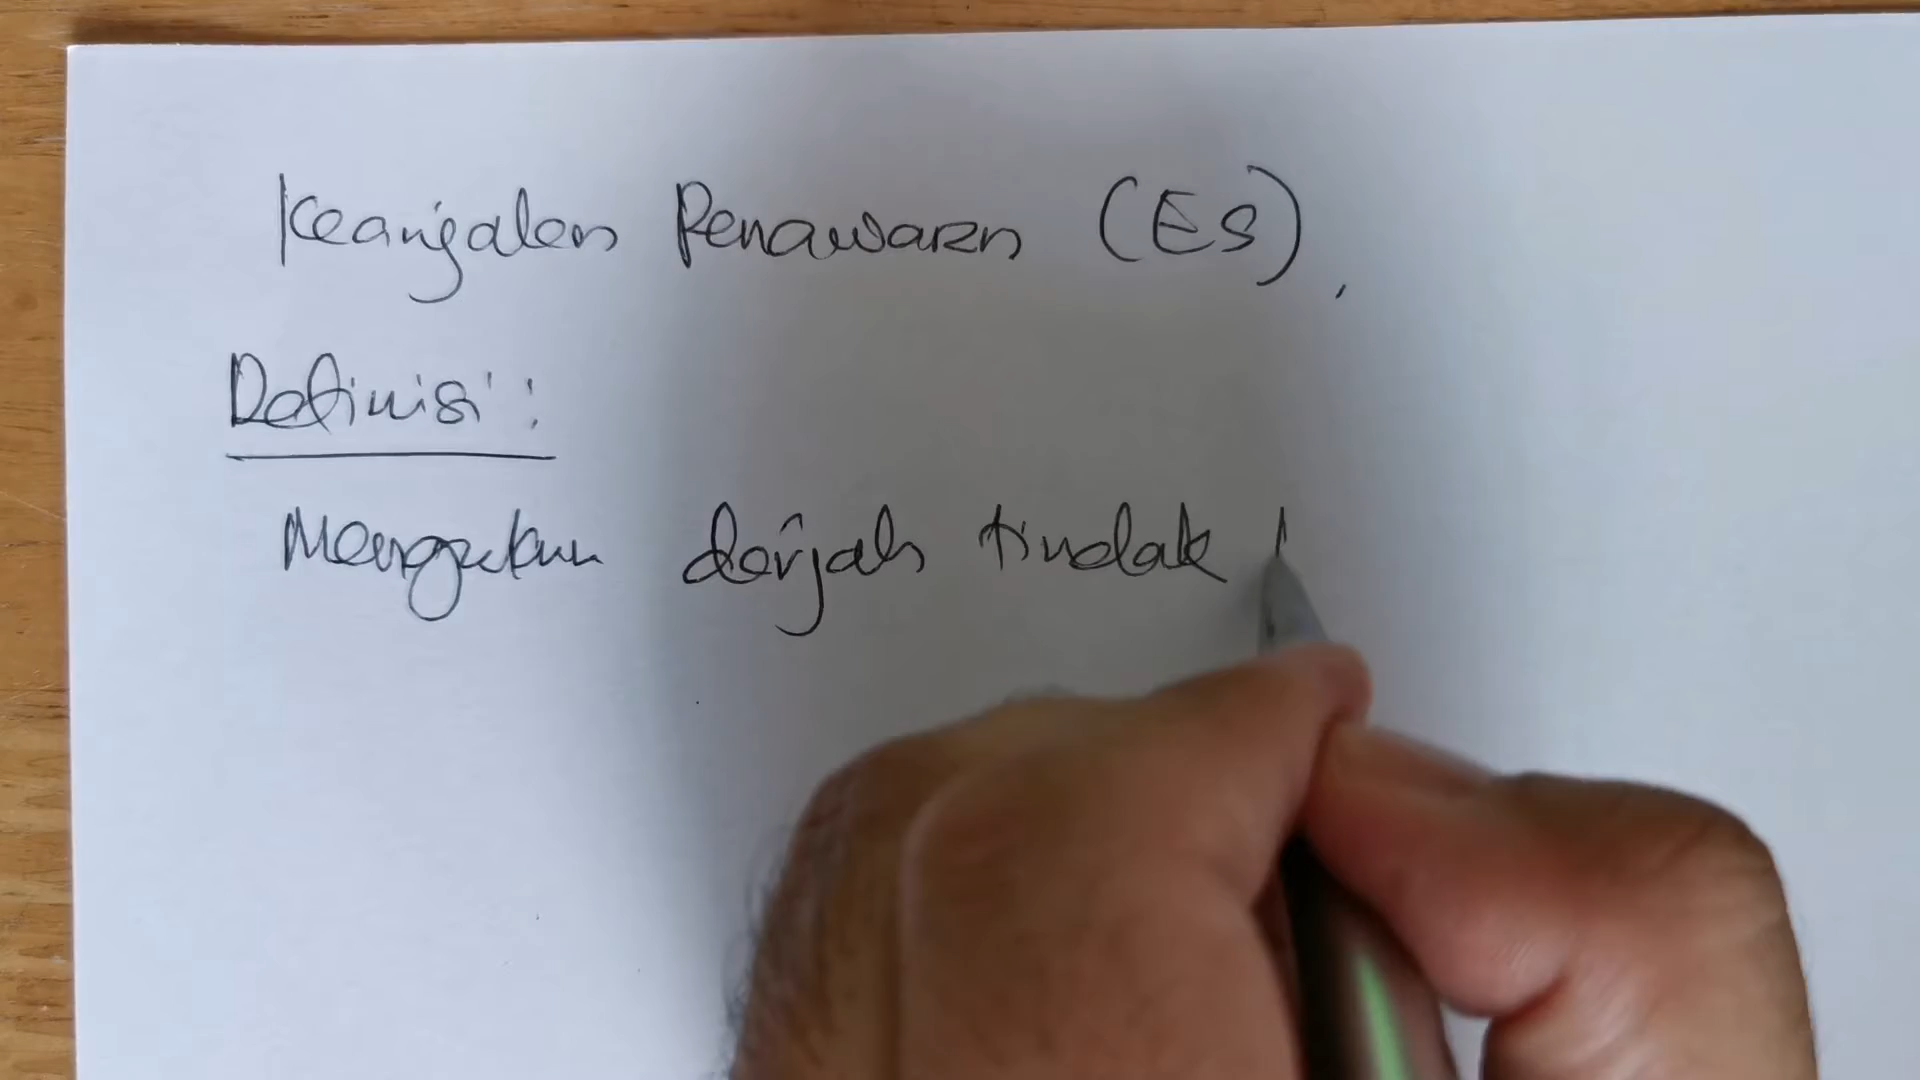 Keanjalan Penawaran (ES)
Definisi :
Mengukur darjah tindak